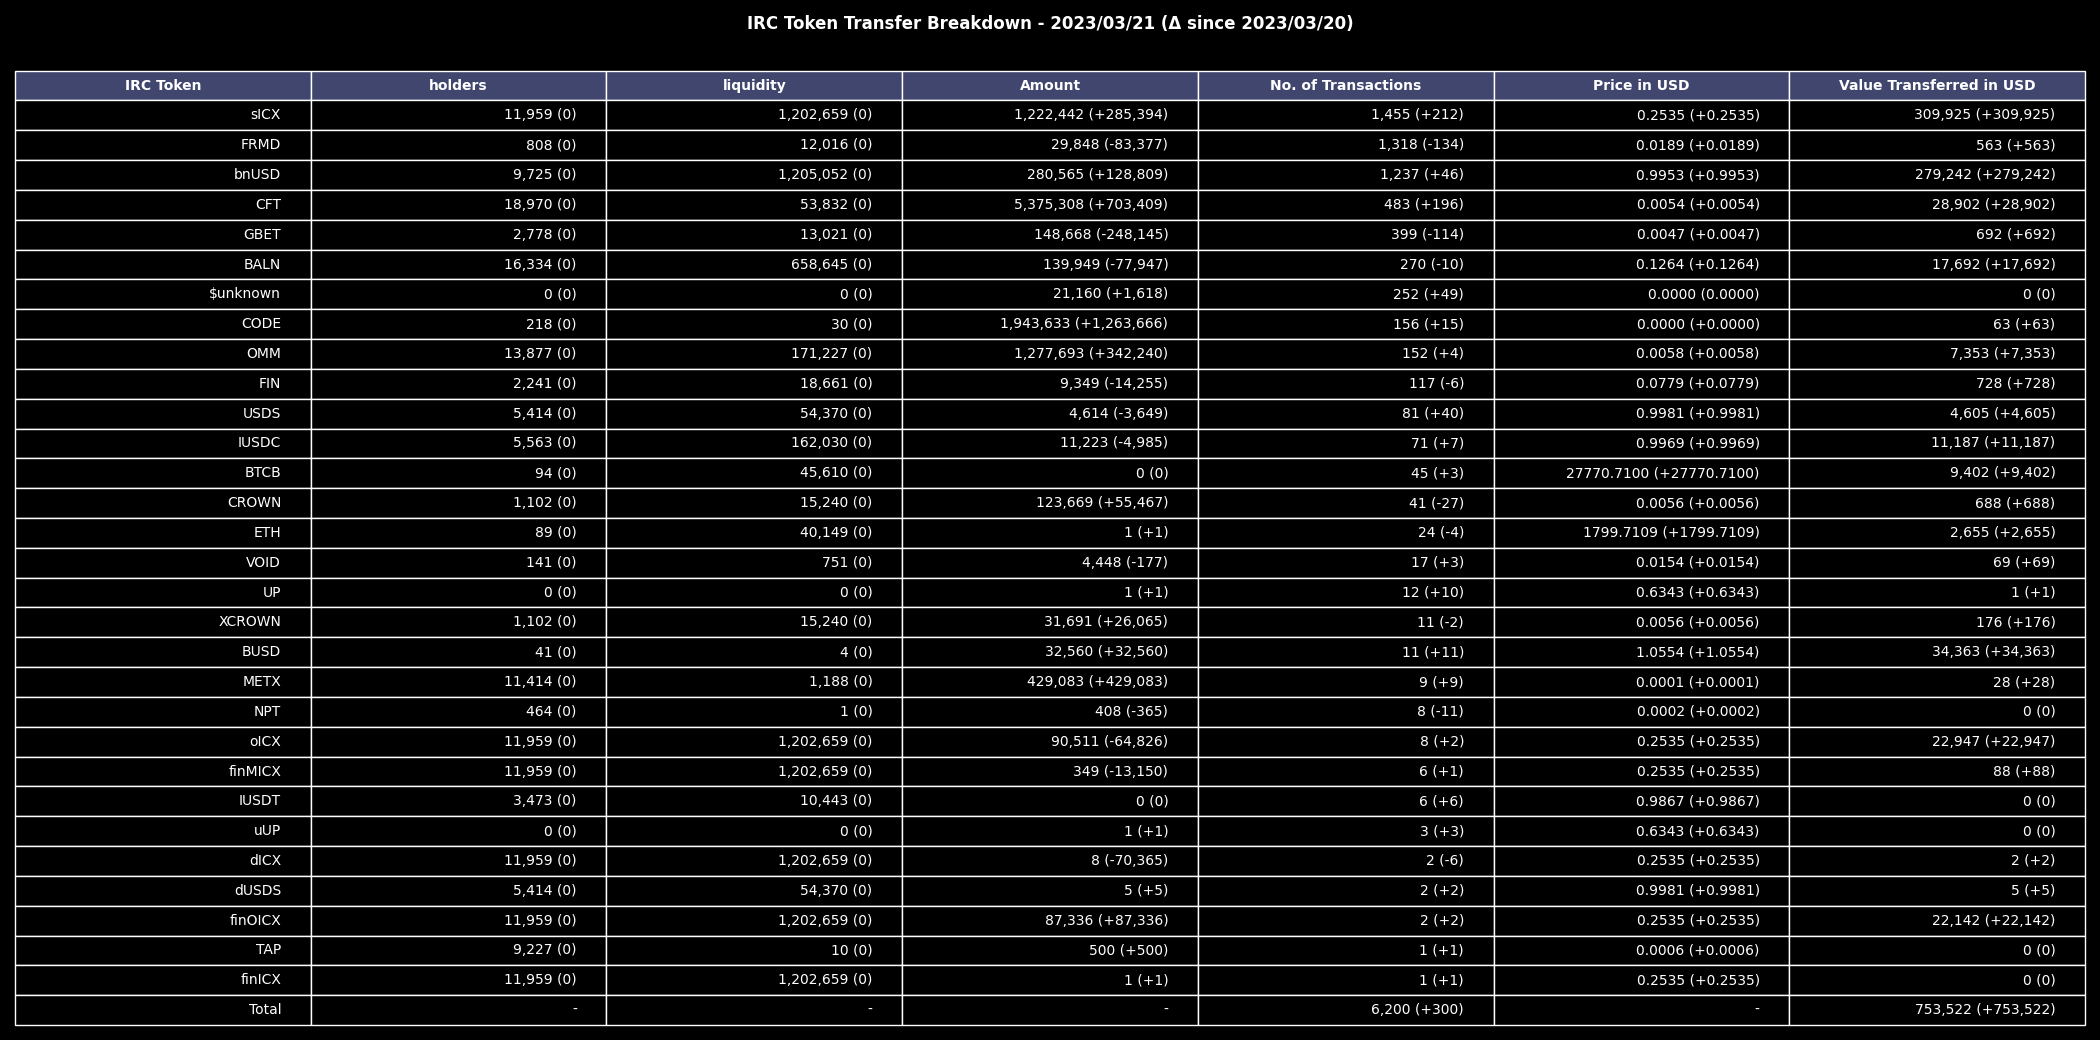 IRC Token Transfer Breakdown - 2023/03/21 (Δ since 2023/03/20)
IRC Token holders liquidity Amount No. of Transactions Price in USD Value Transferred in USD
sICX 11,959 (0) 1,202,659 (0) 1,222,442 (+285,394) 1,455 (+212) 0.2535 (+0.2535) 309,925 (+309,925)
FRMD 808 (0) 12,016 (0) 29,848 (-83,377) 1,318 (-134) 0.0189 (+0.0189) 563 (+563)
bnUSD 9,725 (0) 1,205,052 (0) 280,565 (+128,809) 1,237 (+46) 0.9953 (+0.9953) 279,242 (+279,242)
CFT 18,970 (0) 53,832 (0) 5,375,308 (+703,409) 483 (+196) 0.0054 (+0.0054) 28,902 (+28,902)
GBET 2,778 (0) 13,021 (0) 148,668 (-248,145) 399 (-114) 0.0047 (+0.0047) 692 (+692)
BALN 16,334 (0) 658,645 (0) 139,949 (-77,947) 270 (-10) 0.1264 (+0.1264) 17,692 (+17,692)
$unknown 0 (0) 0 (0) 21,160 (+1,618) 252 (+49) 0.0000 (0.0000) 0 (0)
CODE 218 (0) 30 (0) 1,943,633 (+1,263,666) 156 (+15) 0.0000 (+0.0000) 63 (+63)
OMM 13,877 (0) 171,227 (0) 1,277,693 (+342,240) 152 (+4) 0.0058 (+0.0058) 7,353 (+7,353)
FIN 2,241 (0) 18,661 (0) 9,349 (-14,255) 117 (-6) 0.0779 (+0.0779) 728 (+728)
USDS 5,414 (0) 54,370 (0) 4,614 (-3,649) 81 (+40) 0.9981 (+0.9981) 4,605 (+4,605)
IUSDC 5,563 (0) 162,030 (0) 11,223 (-4,985) 71 (+7) 0.9969 (+0.9969) 11,187 (+11,187)
BTCB 94 (0) 45,610 (0) 0 (0) 45 (+3) 27770.7100 (+27770.7100) 9,402 (+9,402)
CROWN 1,102 (0) 15,240 (0) 123,669 (+55,467) 41 (-27) 0.0056 (+0.0056) 688 (+688)
ETH 89 (0) 40,149 (0) 1 (+1) 24 (-4) 1799.7109 (+1799.7109) 2,655 (+2,655)
VOID 141 (0) 751 (0) 4,448 (-177) 17 (+3) 0.0154 (+0.0154) 69 (+69)
UP 0 (0) 0 (0) 1 (+1) 12 (+10) 0.6343 (+0.6343) 1 (+1)
XCROWN 1,102 (0) 15,240 (0) 31,691 (+26,065) 11 (-2) 0.0056 (+0.0056) 176 (+176)
BUSD 41 (0) 4 (0) 32,560 (+32,560) 11 (+11) 1.0554 (+1.0554) 34,363 (+34,363)
METX 11,414 (0) 1,188 (0) 429,083 (+429,083) 9 (+9) 0.0001 (+0.0001) 28 (+28)
NPT 464 (0) 1 (0) 408 (-365) 8 (-11) 0.0002 (+0.0002) 0 (0)
oICX 11,959 (0) 1,202,659 (0) 90,511 (-64,826) 8 (+2) 0.2535 (+0.2535) 22,947 (+22,947)
finMICX 11,959 (0) 1,202,659 (0) 349 (-13,150) 6 (+1) 0.2535 (+0.2535) 88 (+88)
IUSDT 3,473 (0) 10,443 (0) 0 (0) 6 (+6) 0.9867 (+0.9867) 0 (0)
uUP 0 (0) 0 (0) 1 (+1) 3 (+3) 0.6343 (+0.6343) 0 (0)
dICX 11,959 (0) 1,202,659 (0) 8 (-70,365) 2 (-6) 0.2535 (+0.2535) 2 (+2)
dUSDS 5,414 (0) 54,370 (0) 5 (+5) 2 (+2) 0.9981 (+0.9981) 5 (+5)
finOICX 11,959 (0) 1,202,659 (0) 87,336 (+87,336) 2 (+2) 0.2535 (+0.2535) 22,142 (+22,142)
TAP 9,227 (0) 10 (0) 500 (+500) 1 (+1) 0.0006 (+0.0006) 0 (0)
finICX 11,959 (0) 1,202,659 (0) 1 (+1) 1 (+1) 0.2535 (+0.2535) 0 (0)
Total - - - 6,200 (+300) - 753,522 (+753,522)